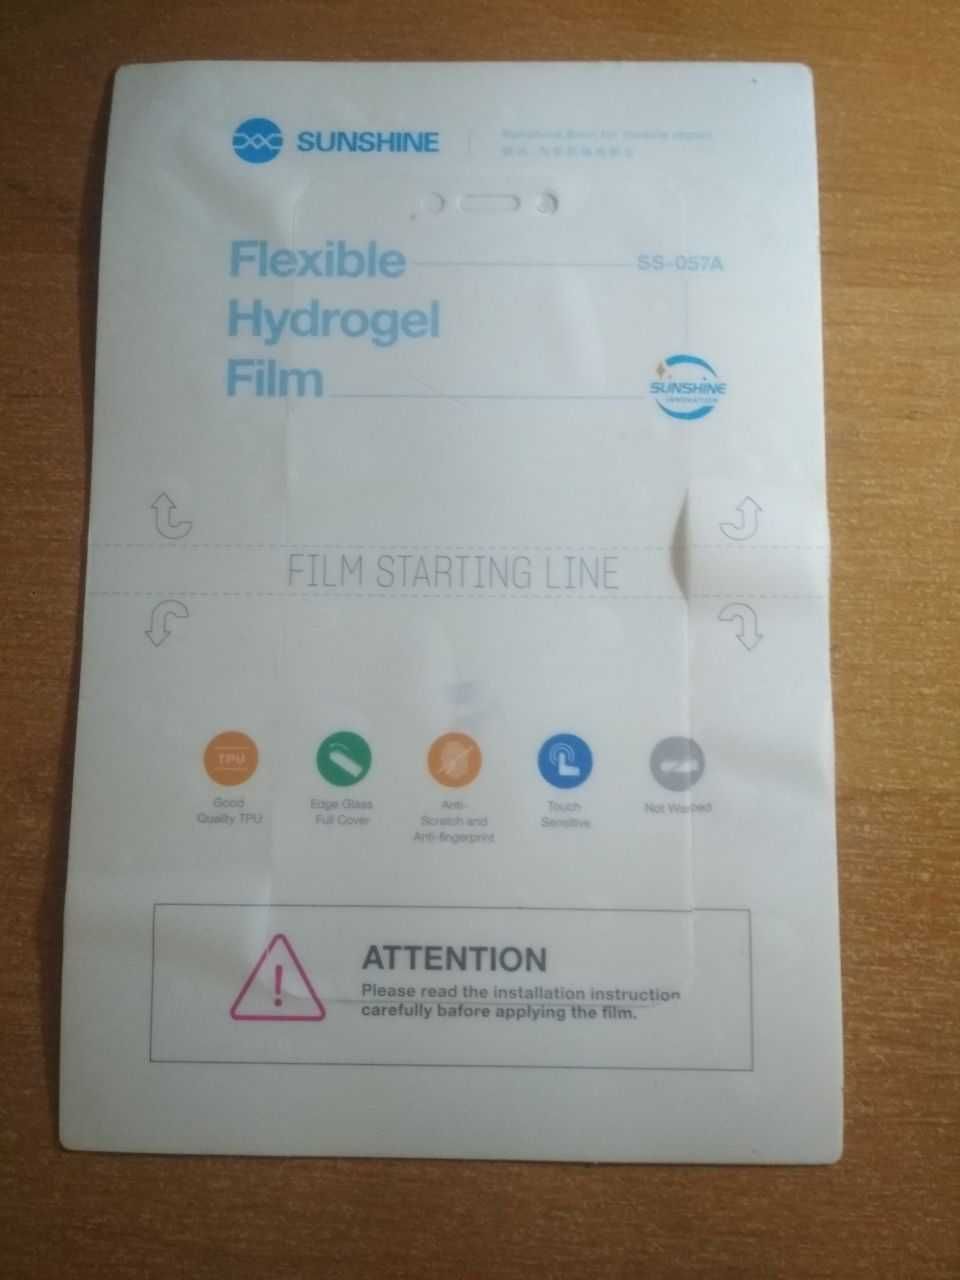 SUNSHINE
Flexible
SS-057A
Hydrogel
Film
SUNSHINE
INNOVATION
FILM STARTING LINE
TPU
Good
Quality TPU
Edge Glass
Full Cover
Anti-
Scratch and
Anti-fingerprint
Touch
Sensitive
Not Warped
ATTENTION
Please read the installation instruction
carefully bafore applying the film.